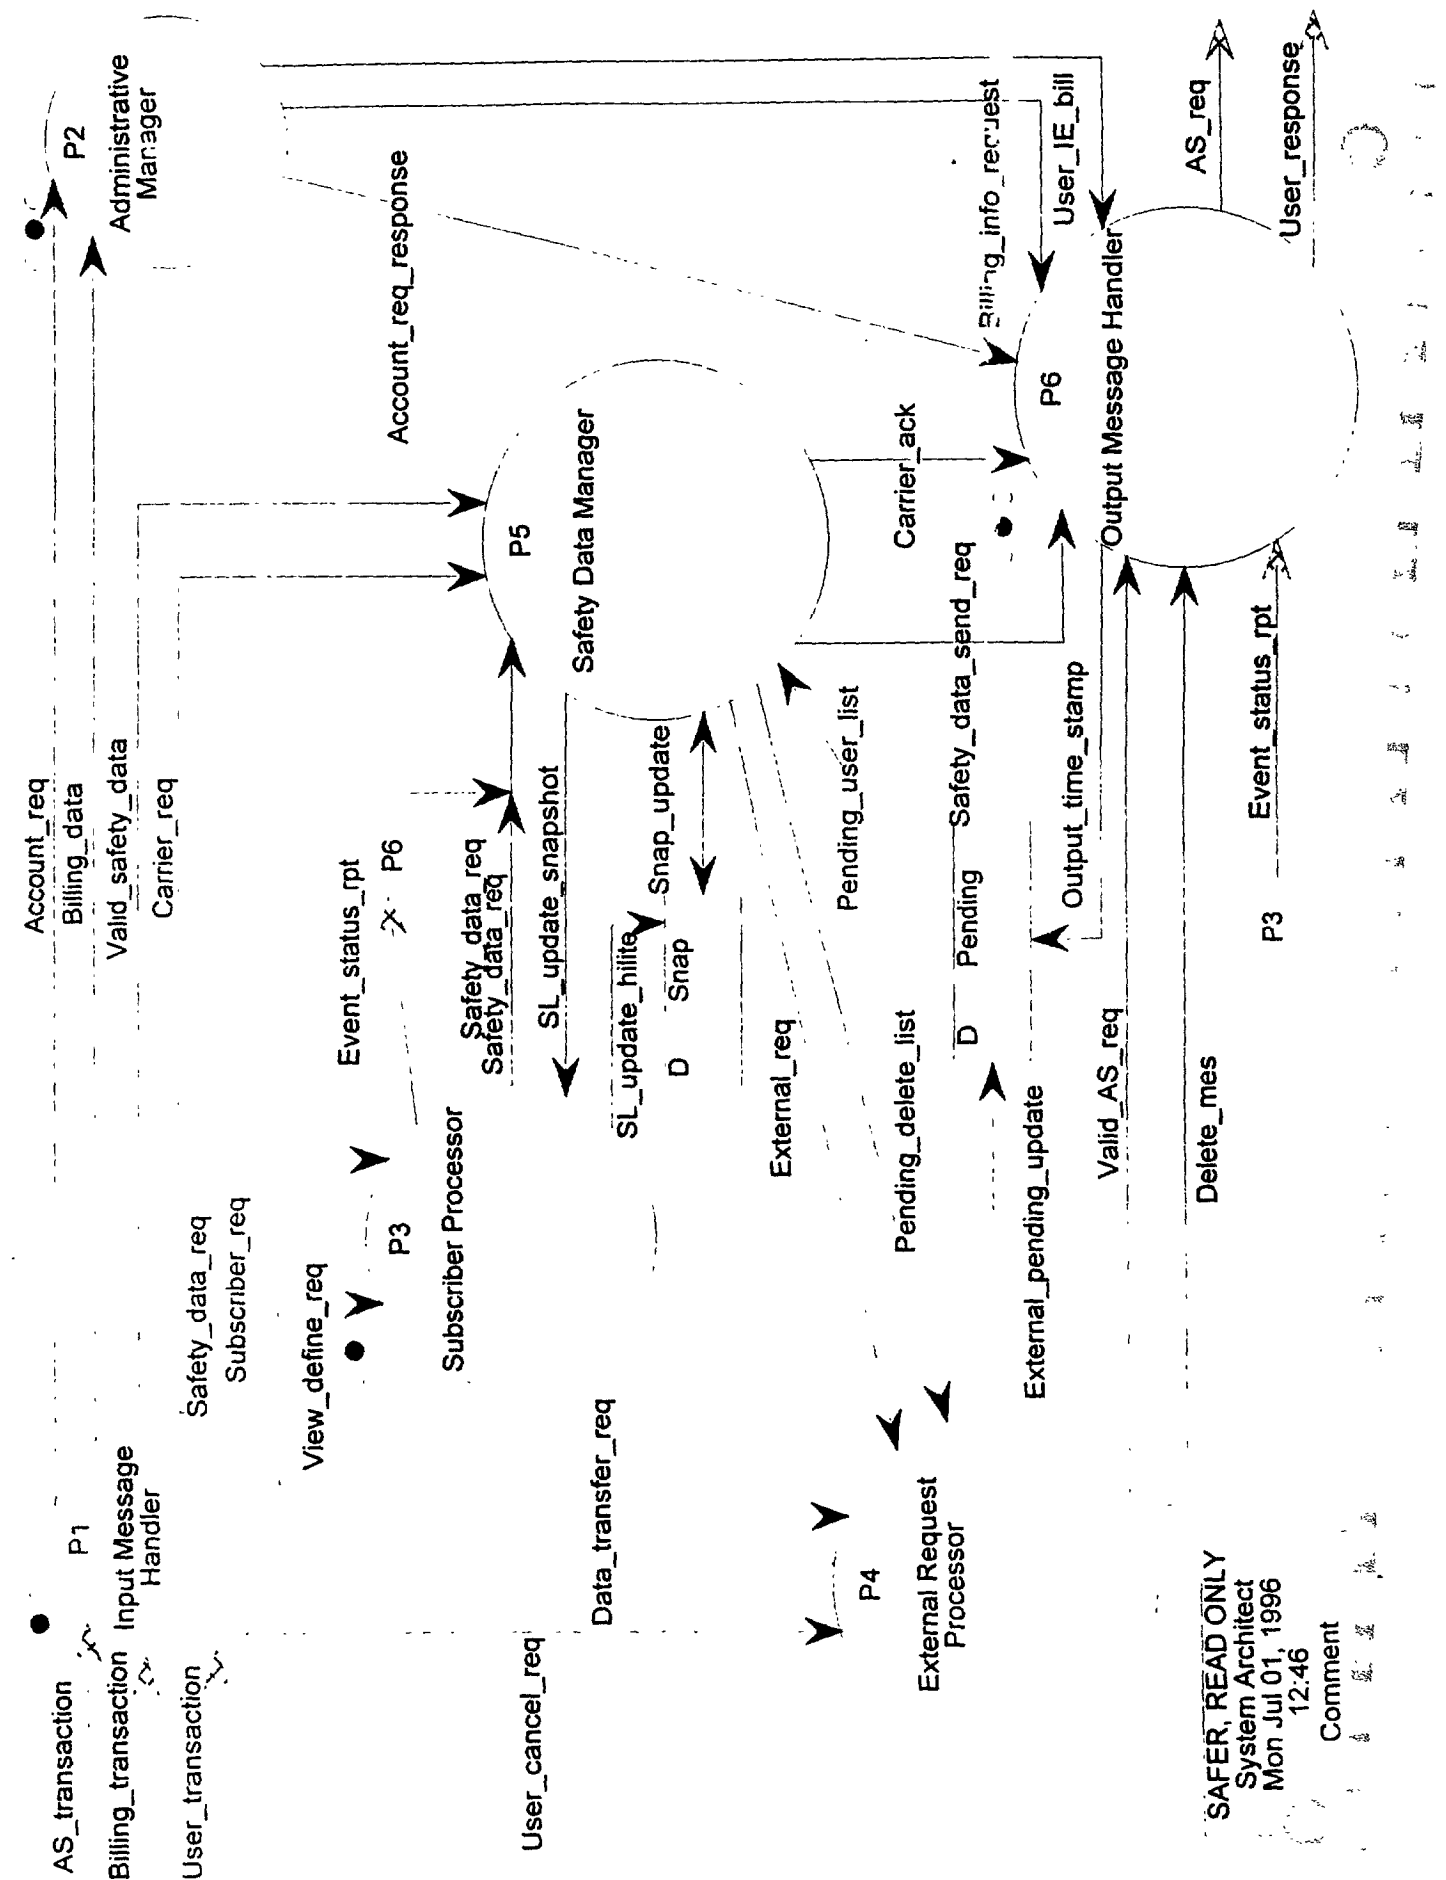 AS_transaction
Billing_transaction
User_transaction
P1
Input Message
Handler
Account_req
Billing_data
Valid_safety_data
Carrier_req
P2
Administrative
Manager
Safety_data_req
Subscriber_req
View_define_req
P3
Subscriber Processor
Event_status_rpt
P6
Account_req_response
Safety_data_req
Safety_data_req
SL_update_snapshot
P5
Safety Data Manager
User_cancel_req
Data_transfer_req
SL_update_hilite
Snap_update
D
Snap
External_req
Pending_user_list
Pending_delete_list
Carrier_ack
P4
External Request
Processor
D
Pending
Safety_data_send_req
Billing_info_request
User_IE_bill
External_pending_update
Output_time_stamp
P6
Output Message Handler
Valid_AS_req
Delete_mes
AS_req
User_response
P3
Event_status_rpt
SAFER, READ ONLY
System Architect
Mon Jul 01, 1996
12:46
Comment